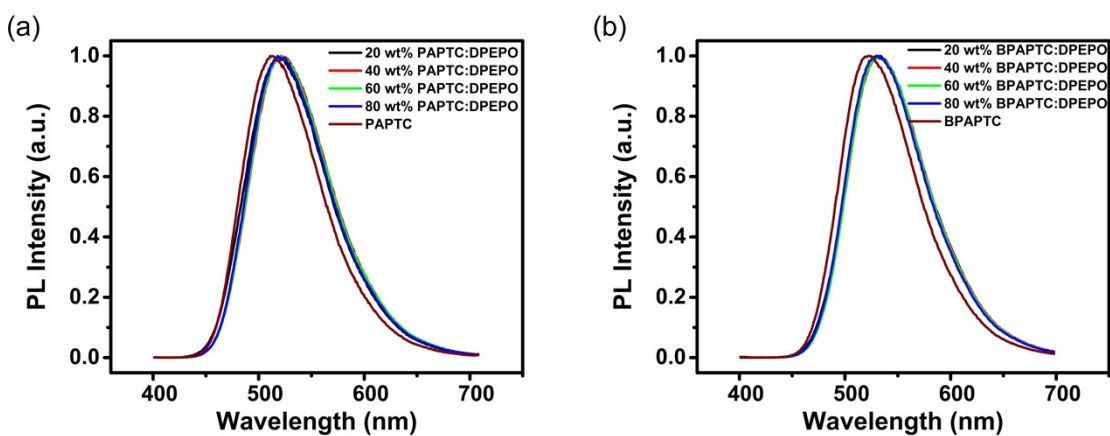 (a)
20 wt% PAPTC:DPEPO
40 wt% PAPTC:DPEPO
60 wt% PAPTC:DPEPO
80 wt% PAPTC:DPEPO
PAPTC
PL Intensity (a.u.)
1.0
0.8
0.6
0.4
0.2
0.0
400 500 600 700
Wavelength (nm)
(b)
20 wt% BPAPTC:DPEPO
40 wt% BPAPTC:DPEPO
60 wt% BPAPTC:DPEPO
80 wt% BPAPTC:DPEPO
BPAPTC
PL Intensity (a.u.)
1.0
0.8
0.6
0.4
0.2
0.0
400 500 600 700
Wavelength (nm)